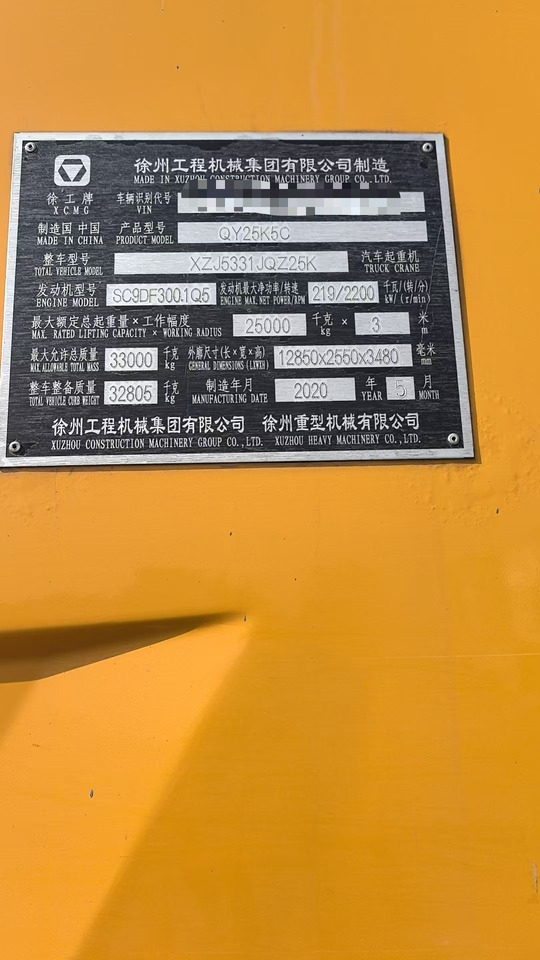 徐州工程机械集团有限公司制造
MADE IN XUZHOU CONSTRUCTION MACHINERY GROUP CO., LTD.
徐工牌 车辆识别代号
XCMG VIN
制造国 中国 产品型号 QY25K5C
MADE IN CHINA PRODUCT MODEL
整车型号 XZJ5331JQZ25K 汽车起重机
TOTAL VEHICLE MODEL TRUCK CRANE
发动机型号 SC9DF300.1Q5 发动机最大净功率/转速 219/2200 千瓦/(转/分)
ENGINE MODEL ENGINE MAX.NET POWER/RPM kW/(r/min)
最大额定总起重量×工作幅度 25000 千克 × 3 米
MAX. RATED LIFTING CAPACITY × WORKING RADIUS kg m
最大允许总质量 33000 千克 外廓尺寸(长×宽×高) 12850x2550x3480 毫米
MAX.ALLOWABLE TOTAL MASS kg GENERAL DIMENSIONS (LXWXH) mm
整车整备质量 32805 千克 制造年月 2020 年 5 月
TOTAL VEHICLE CURB WEIGHT kg MANUFACTURING DATE YEAR MONTH
徐州工程机械集团有限公司 徐州重型机械有限公司
XUZHOU CONSTRUCTION MACHINERY GROUP CO.,LTD. XUZHOU HEAVY MACHINERY CO.,LTD.